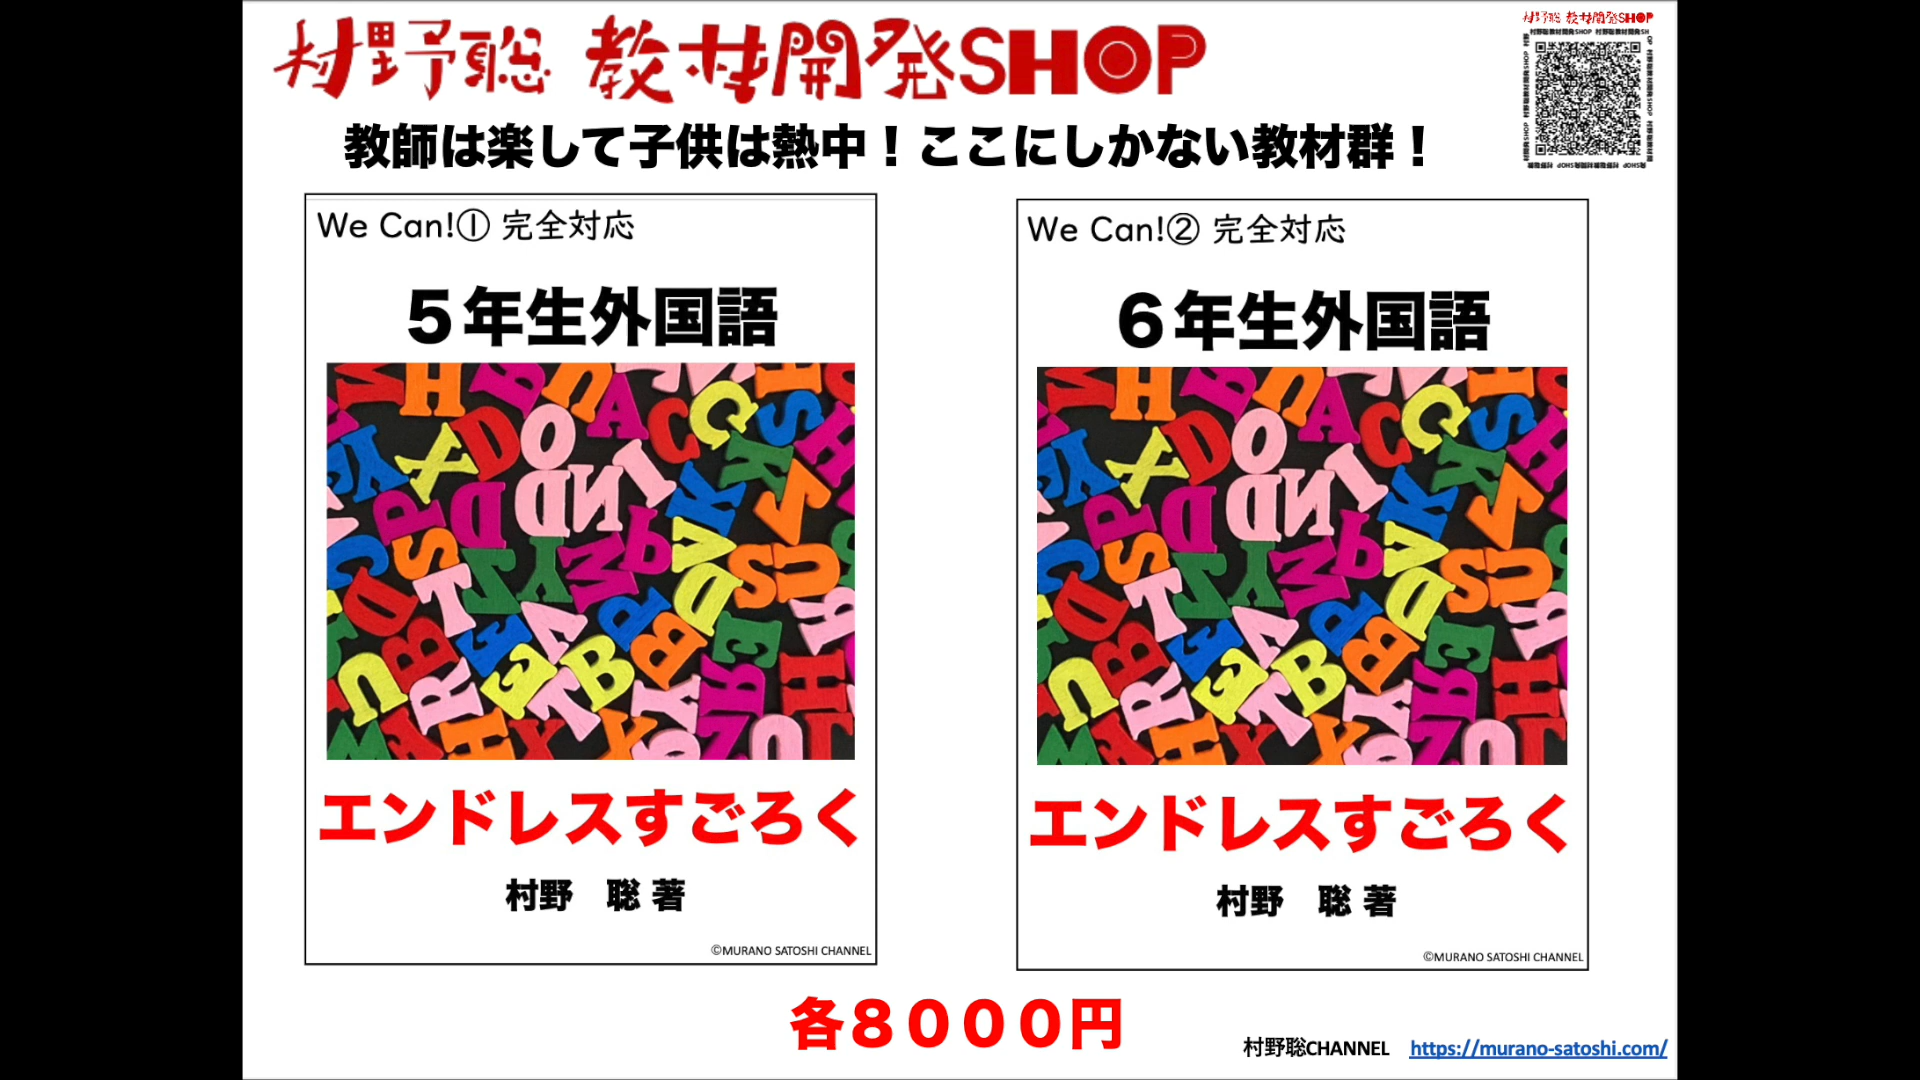 村野聡 教材開発SHOP
村野聡 教材開発SHOP
教師は楽して子供は熱中！ここにしかない教材群！
We Can!① 完全対応
５年生外国語
エンドレスすごろく
村野　聡 著
©MURANO SATOSHI CHANNEL
We Can!② 完全対応
６年生外国語
エンドレスすごろく
村野　聡 著
©MURANO SATOSHI CHANNEL
各８０００円
村野聡CHANNEL https://murano-satoshi.com/